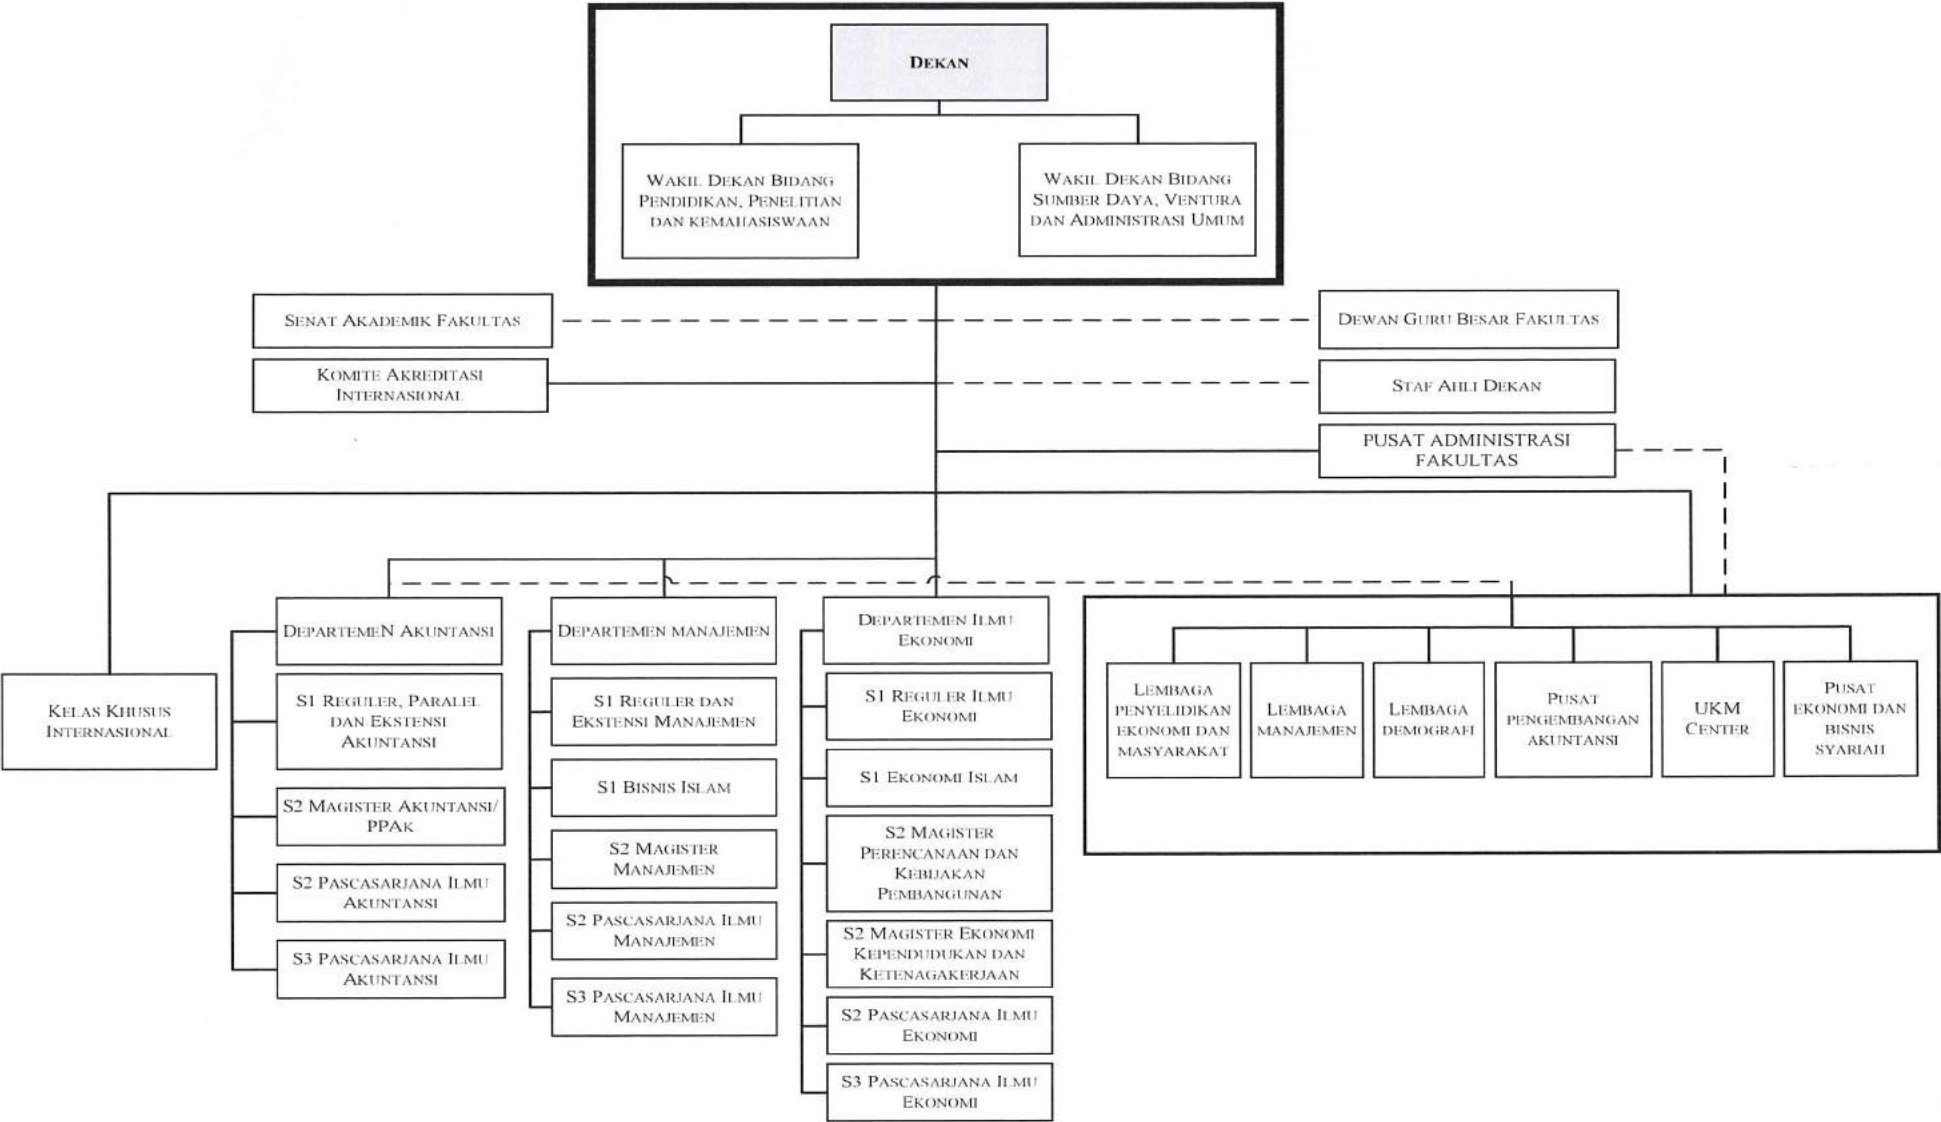 DEKAN
WAKIL DEKAN BIDANG
PENDIDIKAN, PENELITIAN
DAN KEMAHASISWAAN
WAKIL DEKAN BIDANG
SUMBER DAYA, VENTURA
DAN ADMINISTRASI UMUM
SENAT AKADEMIK FAKULTAS
DEWAN GURU BESAR FAKULTAS
KOMITE AKREDITASI
INTERNASIONAL
STAF AHLI DEKAN
PUSAT ADMINISTRASI
FAKULTAS
KELAS KHUSUS
INTERNASIONAL
DEPARTEMEN AKUNTANSI
S1 REGULER, PARALEL
DAN EKSTENSI
AKUNTANSI
S2 MAGISTER AKUNTANSI/
PPAK
S2 PASCASARJANA ILMU
AKUNTANSI
S3 PASCASARJANA ILMU
AKUNTANSI
DEPARTEMEN MANAJEMEN
S1 REGULER DAN
EKSTENSI MANAJEMEN
S1 BISNIS ISLAM
S2 MAGISTER
MANAJEMEN
S2 PASCASARJANA ILMU
MANAJEMEN
S3 PASCASARJANA ILMU
MANAJEMEN
DEPARTEMEN ILMU
EKONOMI
S1 REGULER ILMU
EKONOMI
S1 EKONOMI ISLAM
S2 MAGISTER
PERENCANAAN DAN
KEBIJAKAN
PEMBANGUNAN
S2 MAGISTER EKONOMI
KEPENDUDUKAN DAN
KETENAGAKERJAAN
S2 PASCASARJANA ILMU
EKONOMI
S3 PASCASARJANA ILMU
EKONOMI
LEMBAGA
PENYELIDIKAN
EKONOMI DAN
MASYARAKAT
LEMBAGA
MANAJEMEN
LEMBAGA
DEMOGRAFI
PUSAT
PENGEMBANGAN
AKUNTANSI
UKM
CENTER
PUSAT
EKONOMI DAN
BISNIS
SYARIAH